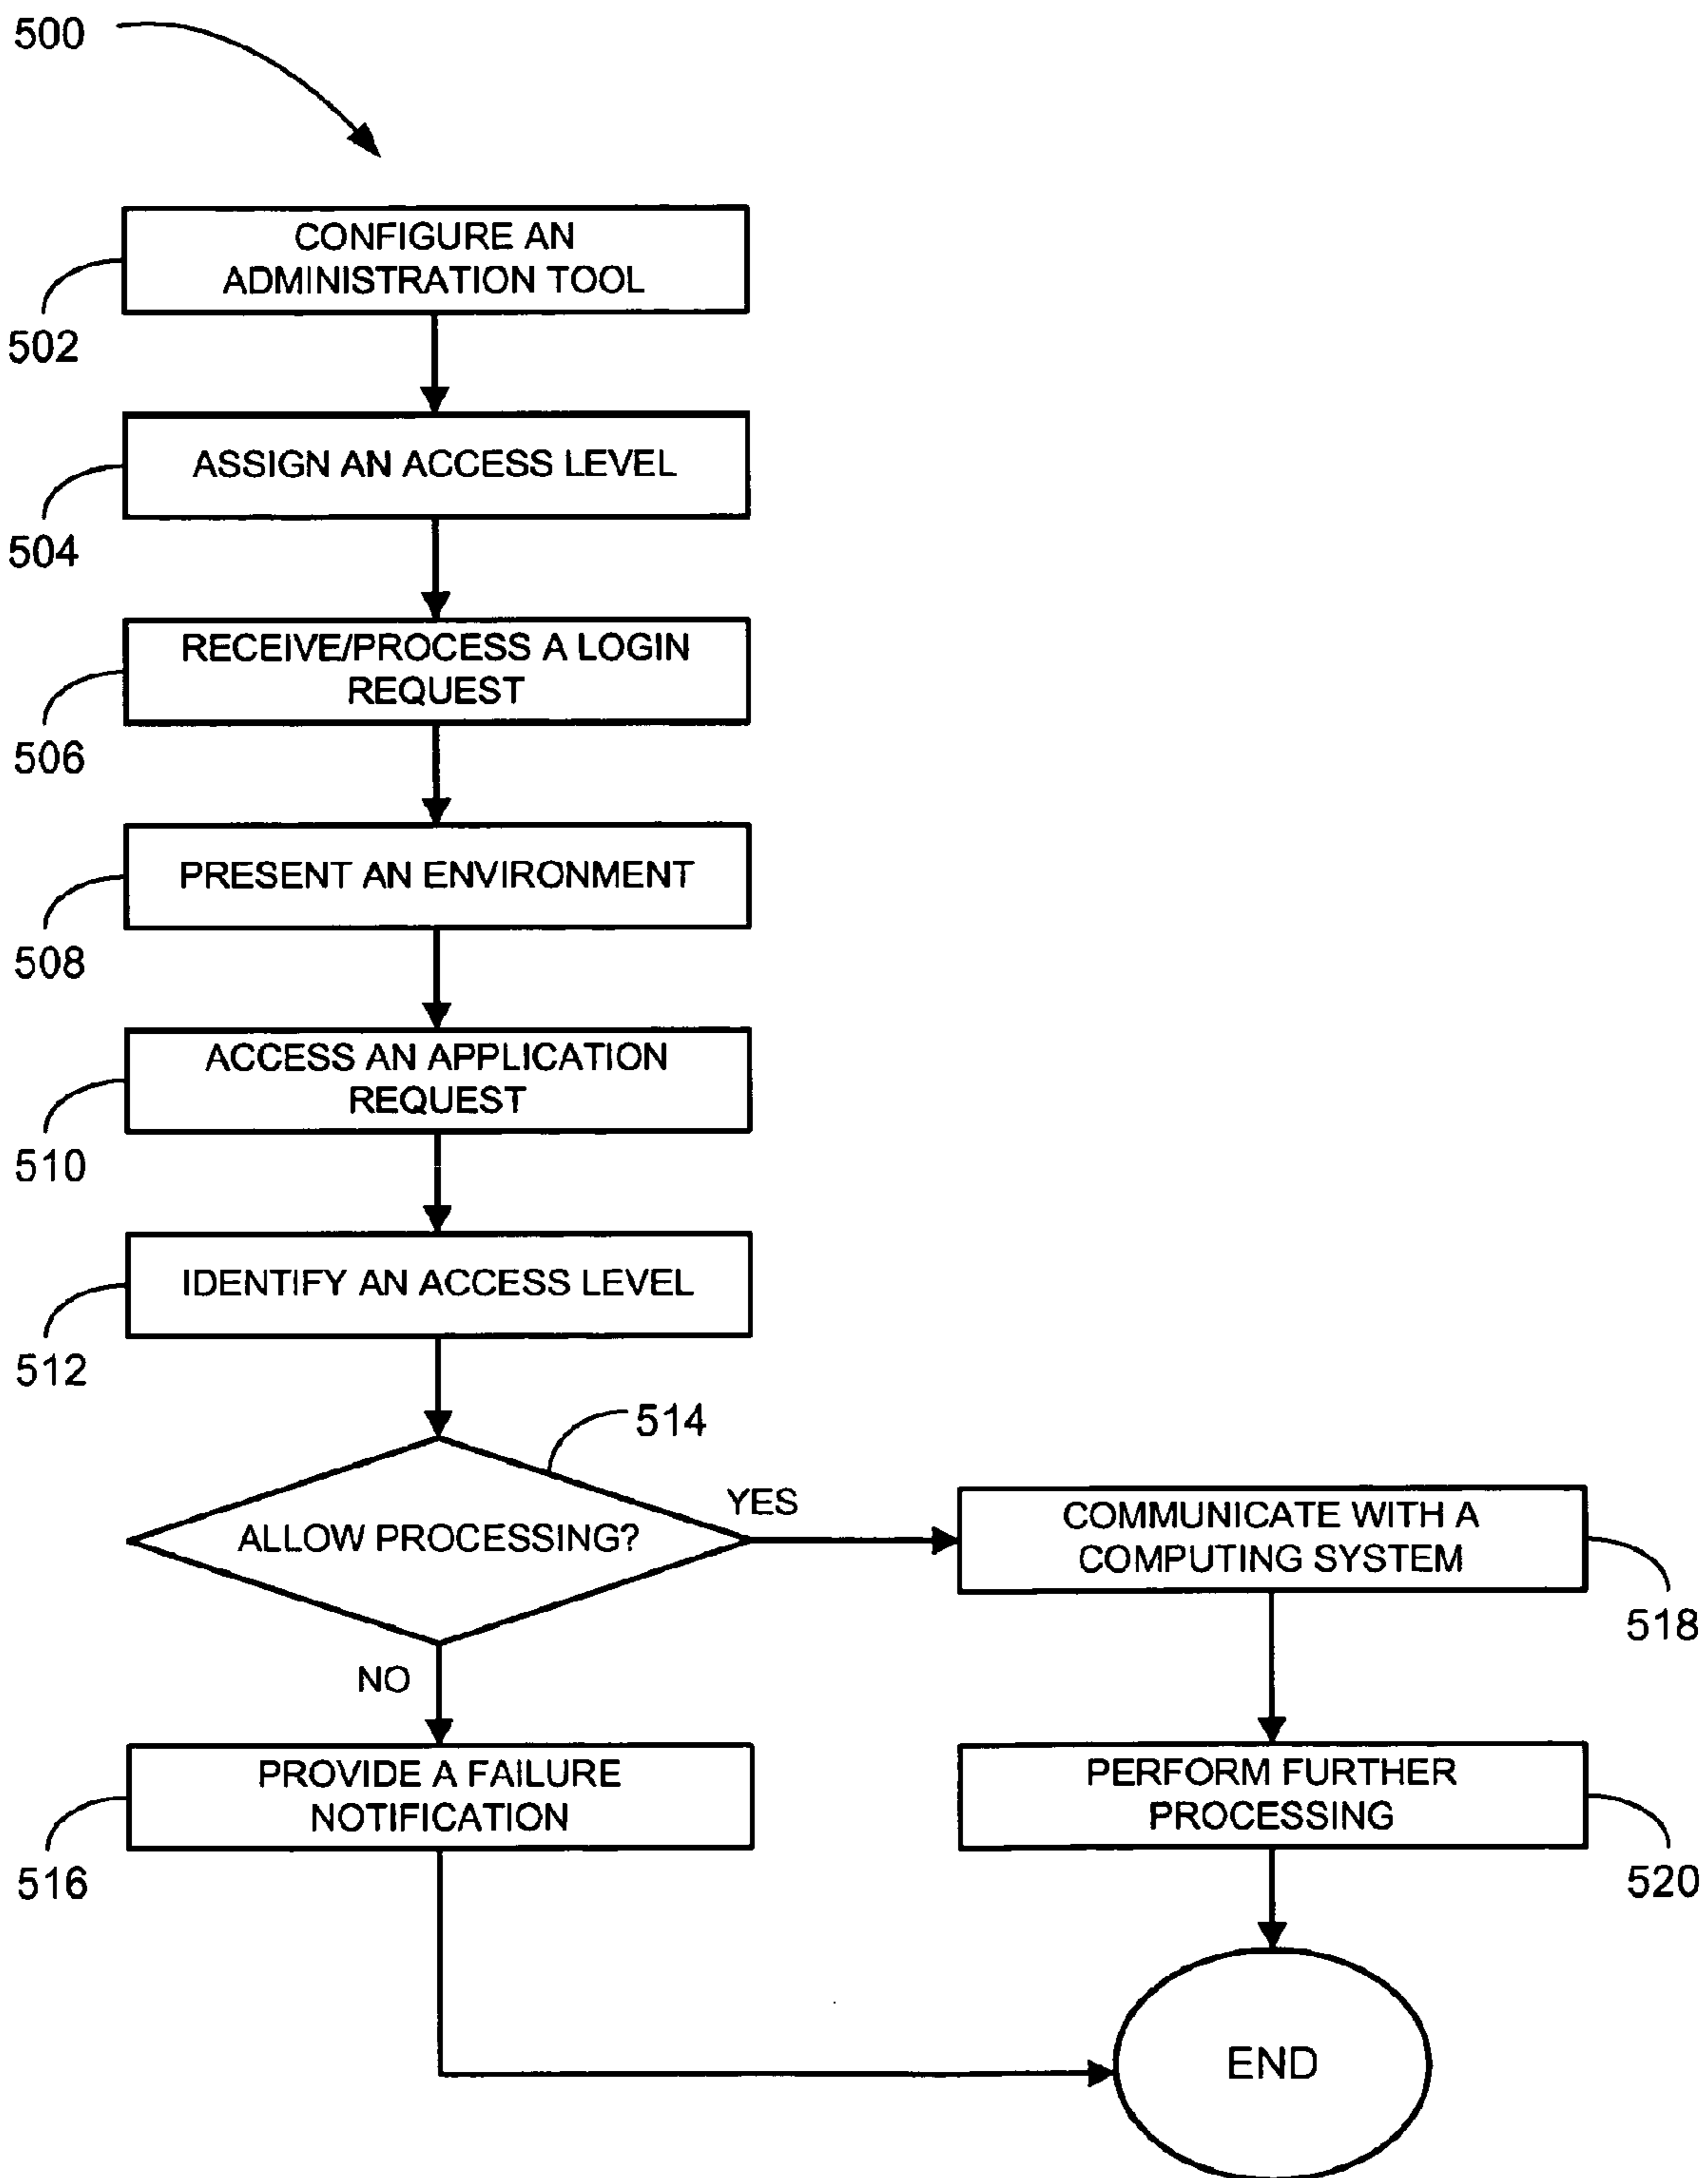 500
CONFIGURE AN
ADMINISTRATION TOOL
502
ASSIGN AN ACCESS LEVEL
504
RECEIVE/PROCESS A LOGIN
REQUEST
506
PRESENT AN ENVIRONMENT
508
ACCESS AN APPLICATION
REQUEST
510
IDENTIFY AN ACCESS LEVEL
512
514
ALLOW PROCESSING?
YES
COMMUNICATE WITH A
COMPUTING SYSTEM
518
NO
PROVIDE A FAILURE
NOTIFICATION
516
PERFORM FURTHER
PROCESSING
520
END